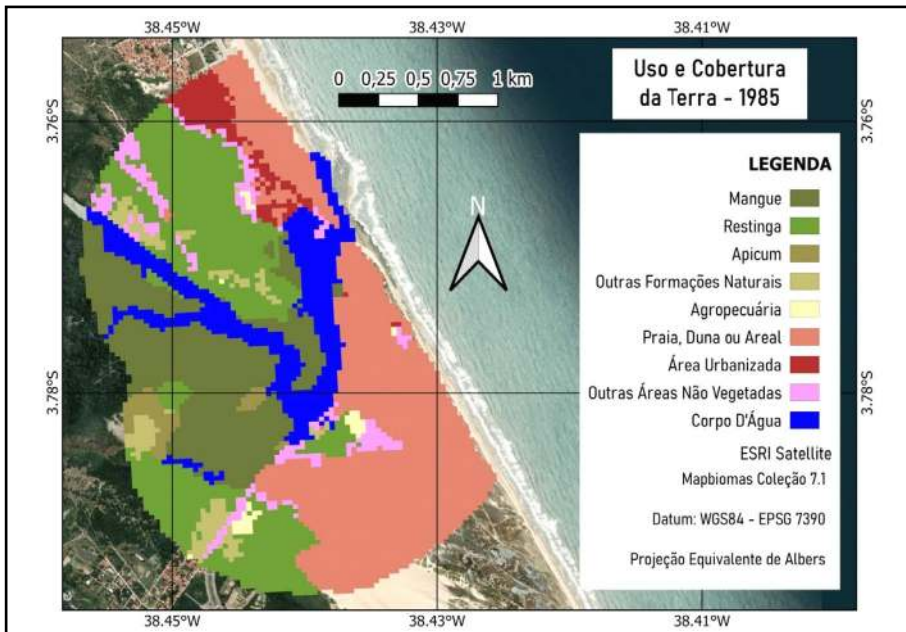 38.45°W 38.43°W 38.41°W
0 0,25 0,5 0,75 1 km
Uso e Cobertura
da Terra - 1985
3.76°S 3.76°S
LEGENDA
N
Mangue
Restinga
Apicum
Outras Formações Naturais
Agropecuária
Praia, Duna ou Areal
Área Urbanizada
3.78°S 3.78°S
Outras Áreas Não Vegetadas
Corpo D'Água
ESRI Satellite
Mapbiomas Coleção 7.1
Datum: WGS84 - EPSG 7390
Projeção Equivalente de Albers
38.45°W 38.43°W 38.41°W